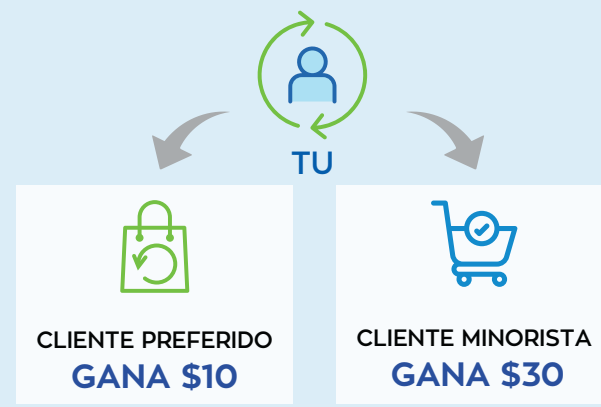 TU
CLIENTE PREFERIDO
GANA $10
CLIENTE MINORISTA
GANA $30